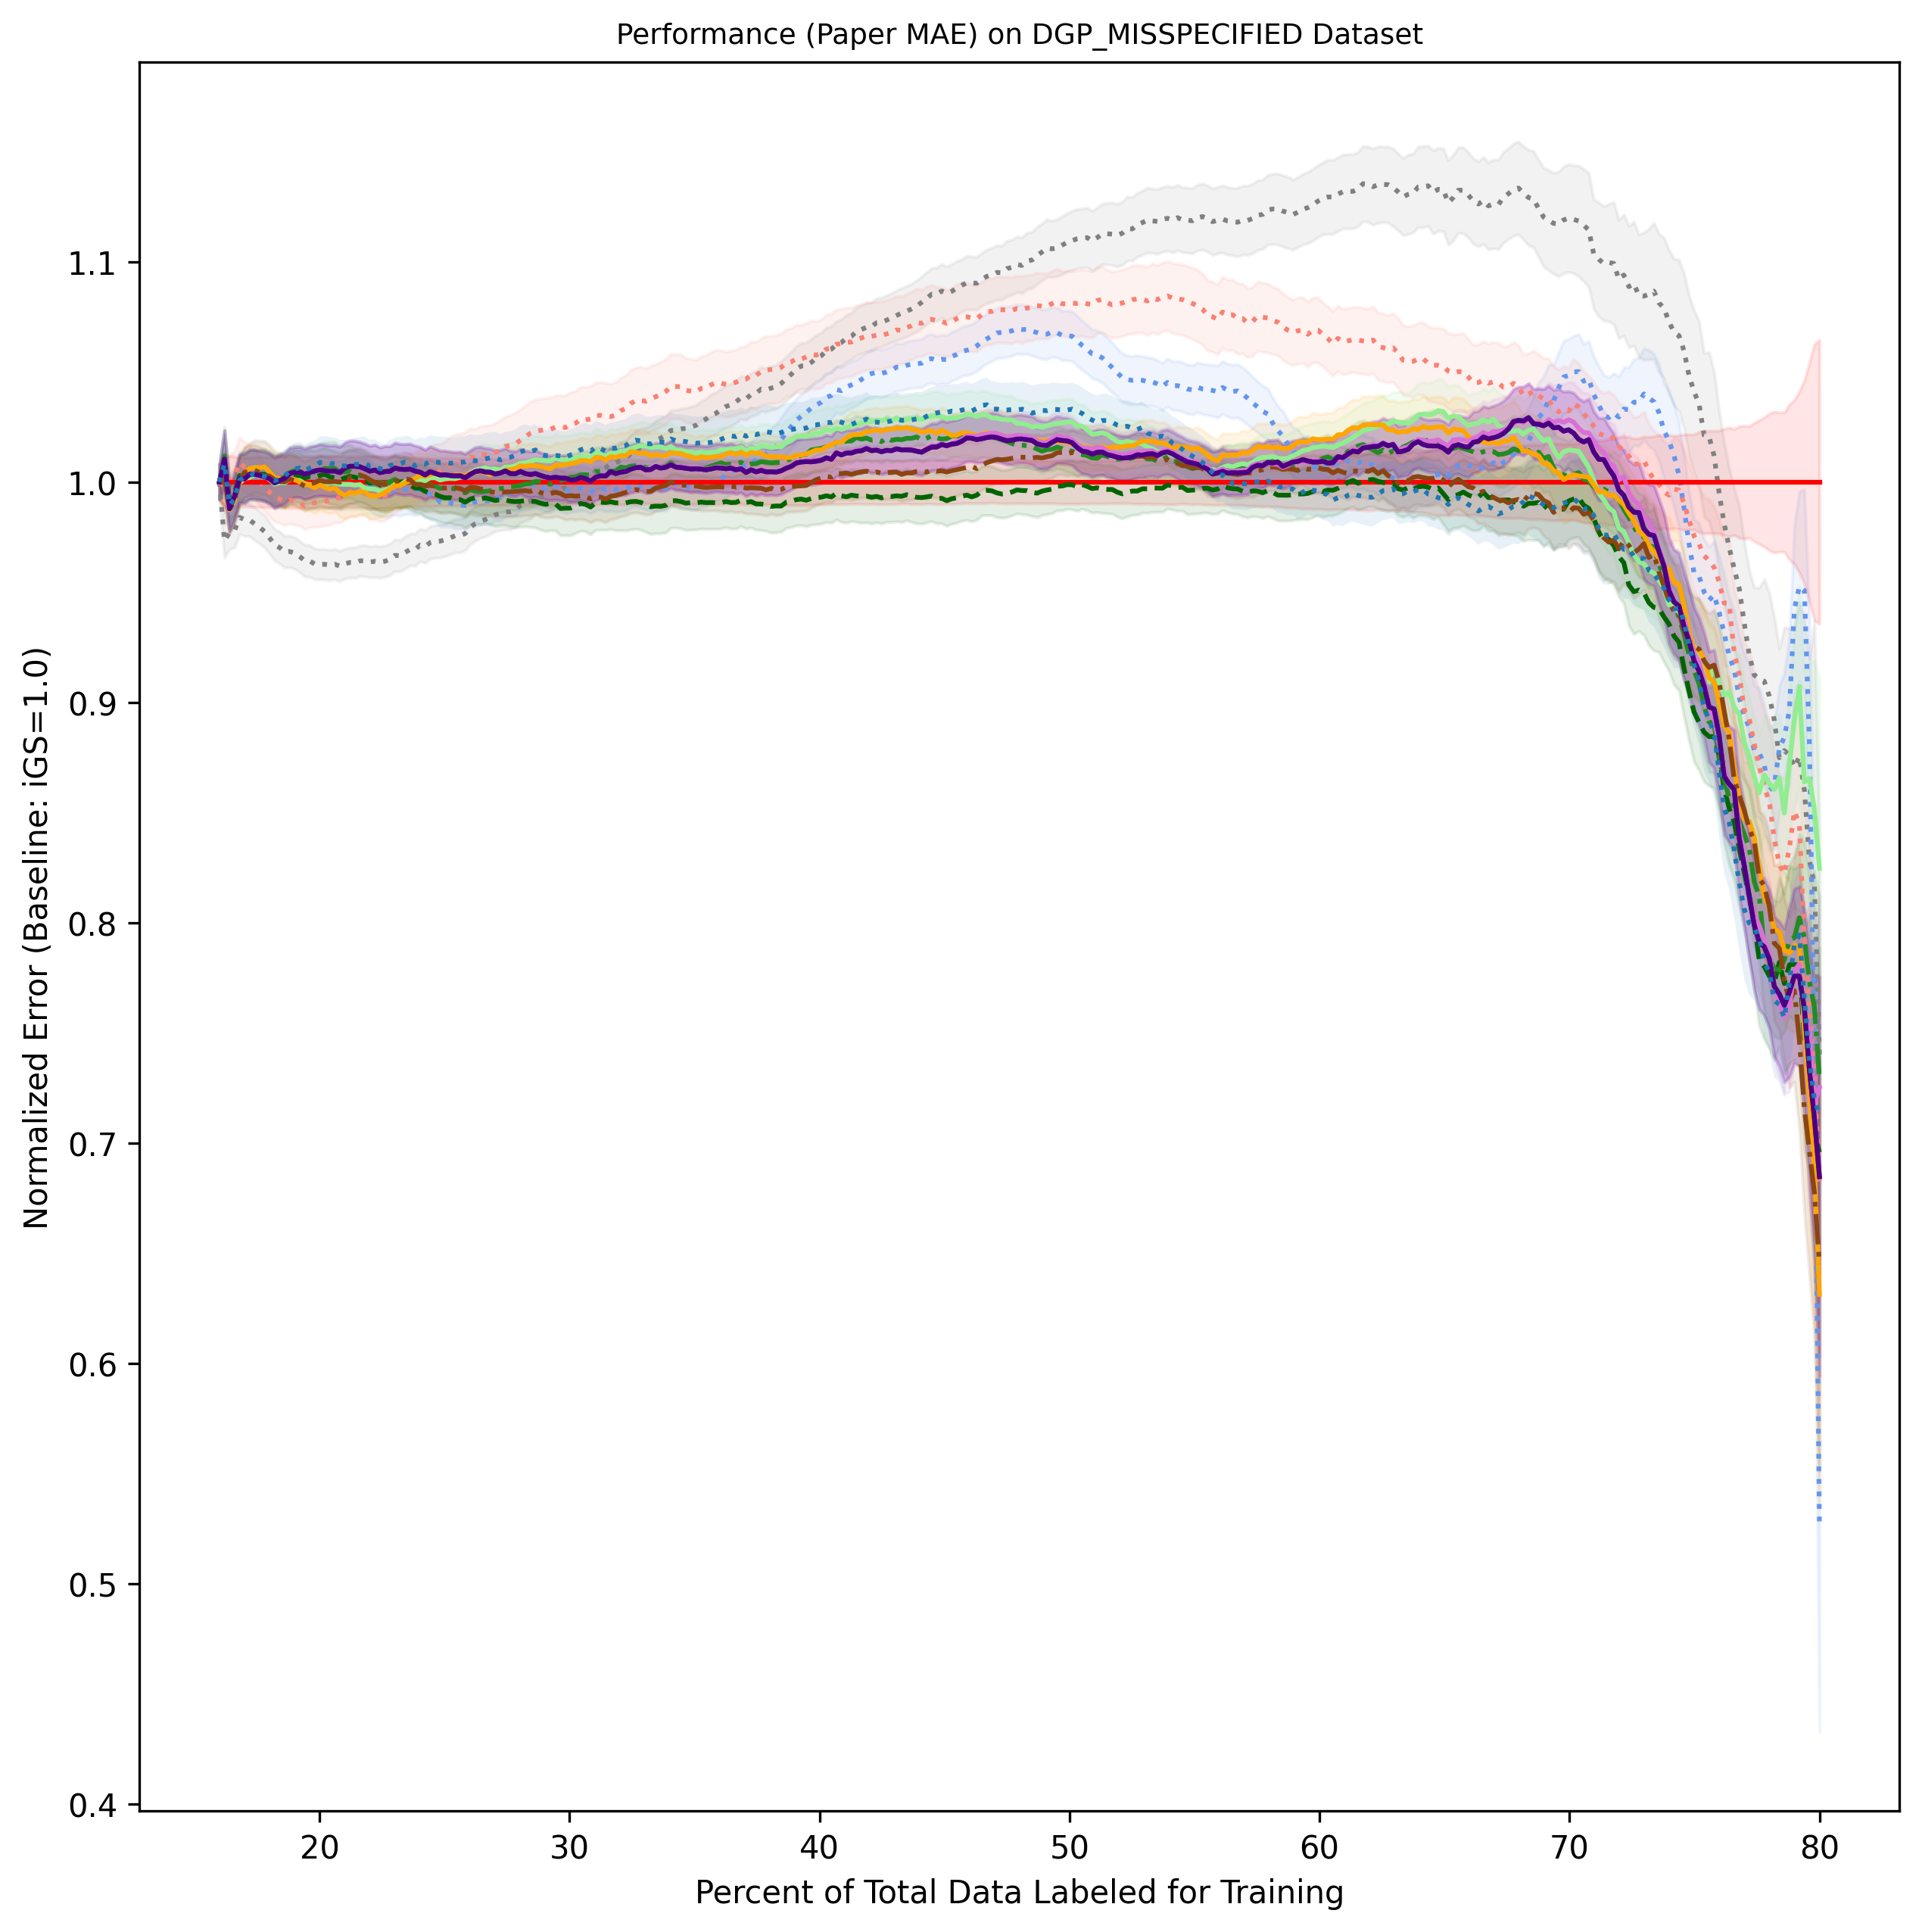 Performance (Paper MAE) on DGP_MISSPECIFIED Dataset
Normalized Error (Baseline: iGS=1.0)
1.1
1.0
0.9
0.8
0.7
0.6
0.5
0.4
20 30 40 50 60 70 80
Percent of Total Data Labeled for Training